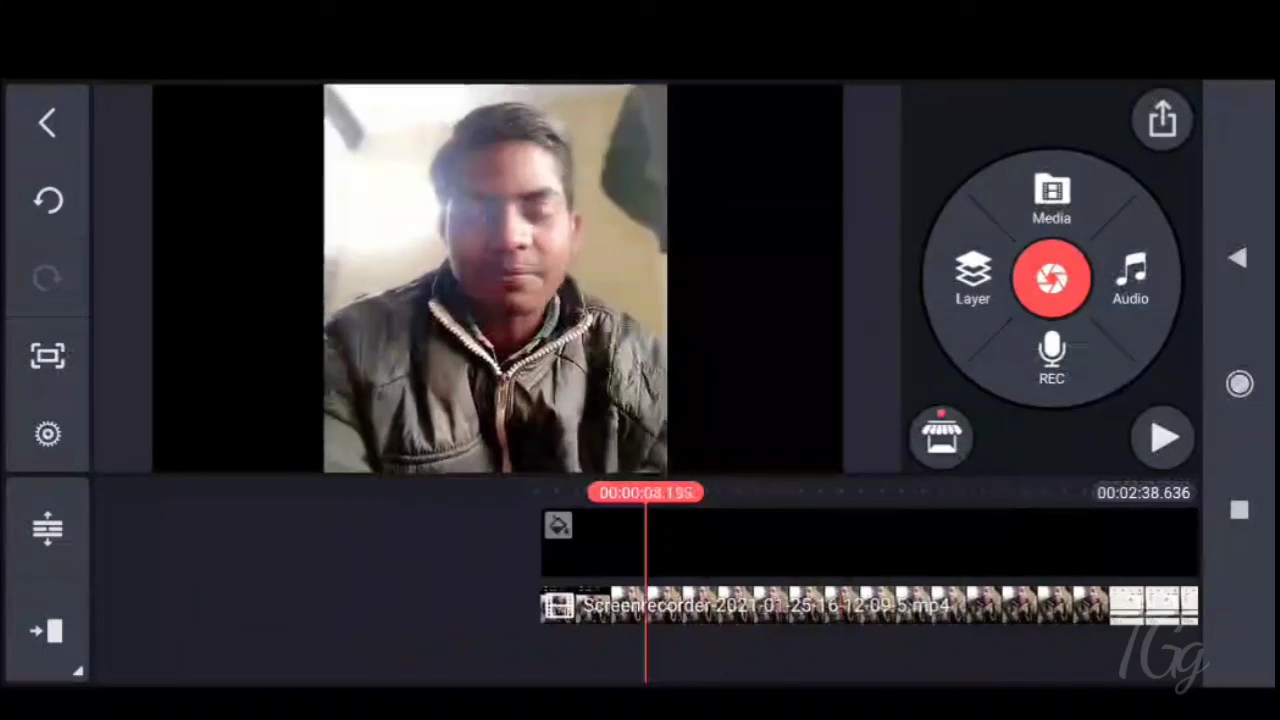 Media
Layer
Audio
REC
00:00:08.195
00:02:38.636
Screenrecorder-2021-01-25-16-12-09-5.mp4